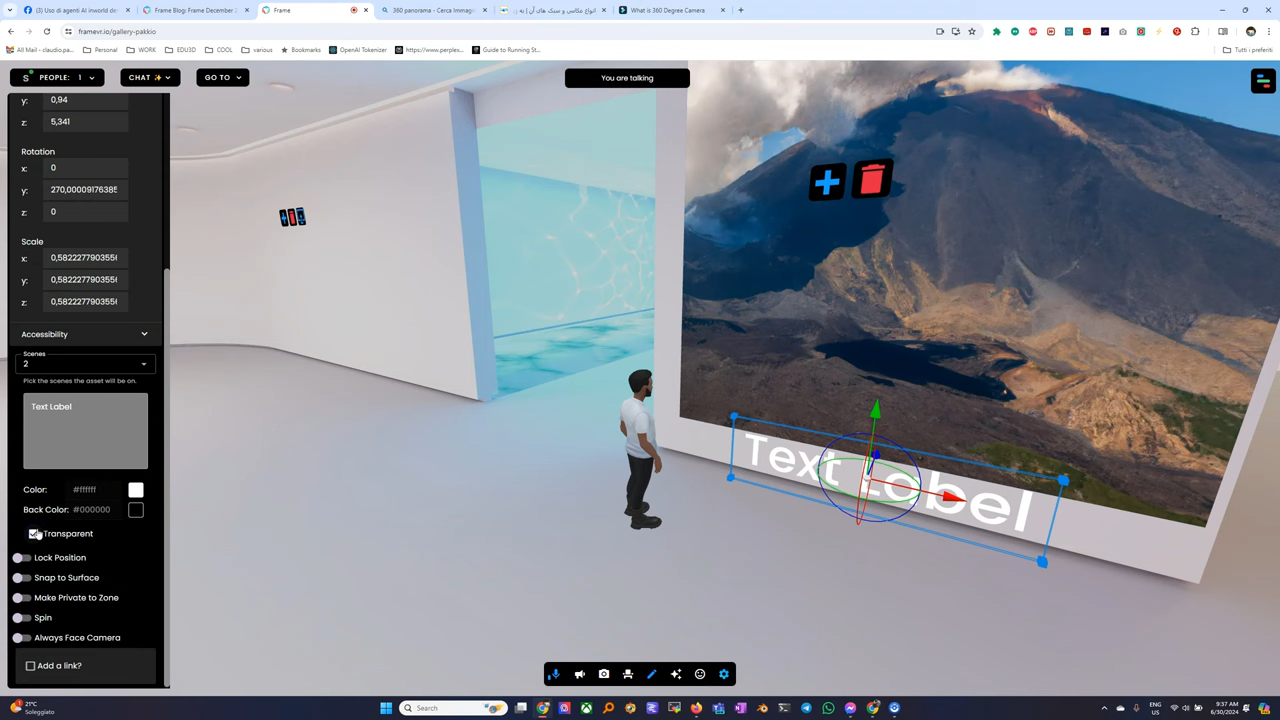 (3) Uso di agenti AI inworld de
Frame Blog: Frame December
Frame
360 panorama - Cerca Immagi
انواع عکاسی و سبک های آن | به
What is 360 Degree Camera
framevr.io/gallery-pakkio
All Mail - claudio.pa...
Personal
WORK
EDU3D
COOL
various
Bookmarks
OpenAI Tokenizer
https://www.perplex...
Guide to Running St...
Tutti i preferiti
S PEOPLE: 1
CHAT
GO TO
You are talking
y: 0,94
z: 5,341
Rotation
x: 0
y: 270,0000917638
z: 0
Scale
x: 0,5822277903556
y: 0,5822277903556
z: 0,5822277903556
Accessibility
Scenes
2
Pick the scenes the asset will be on.
Text Label
Color: #ffffff
Back Color: #000000
Transparent
Lock Position
Snap to Surface
Make Private to Zone
Spin
Always Face Camera
Add a link?
Text Label
21°C
Soleggiato
Search
ENG
US
9:37 AM
6/30/2024